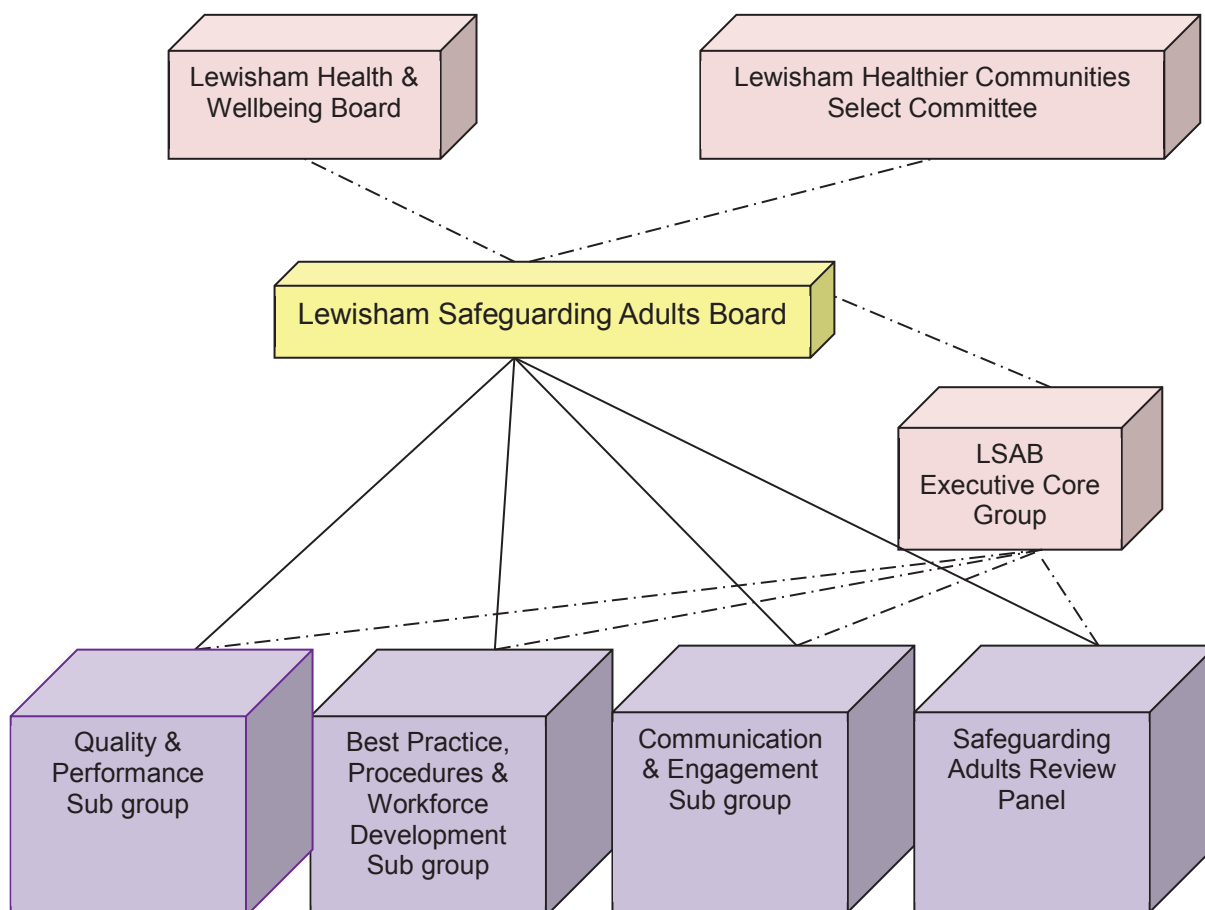 Lewisham Health &
Wellbeing Board
Lewisham Healthier Communities
Select Committee
Lewisham Safeguarding Adults Board
LSAB
Executive Core
Group
Quality &
Performance
Sub group
Best Practice,
Procedures &
Workforce
Development
Sub group
Communication
& Engagement
Sub group
Safeguarding
Adults Review
Panel